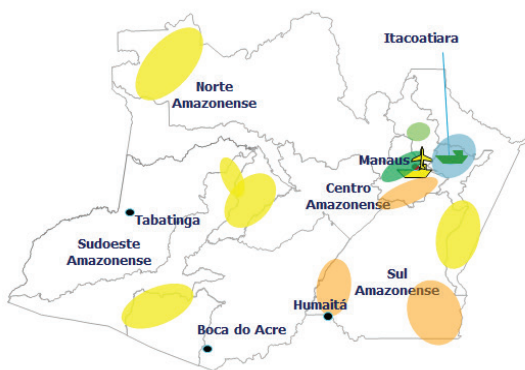 Itacoatiara
Norte
Amazonense
Manaus
Centro
Amazonense
Tabatinga
Sudoeste
Amazonense
Sul
Amazonense
Humaitá
Boca do Acre